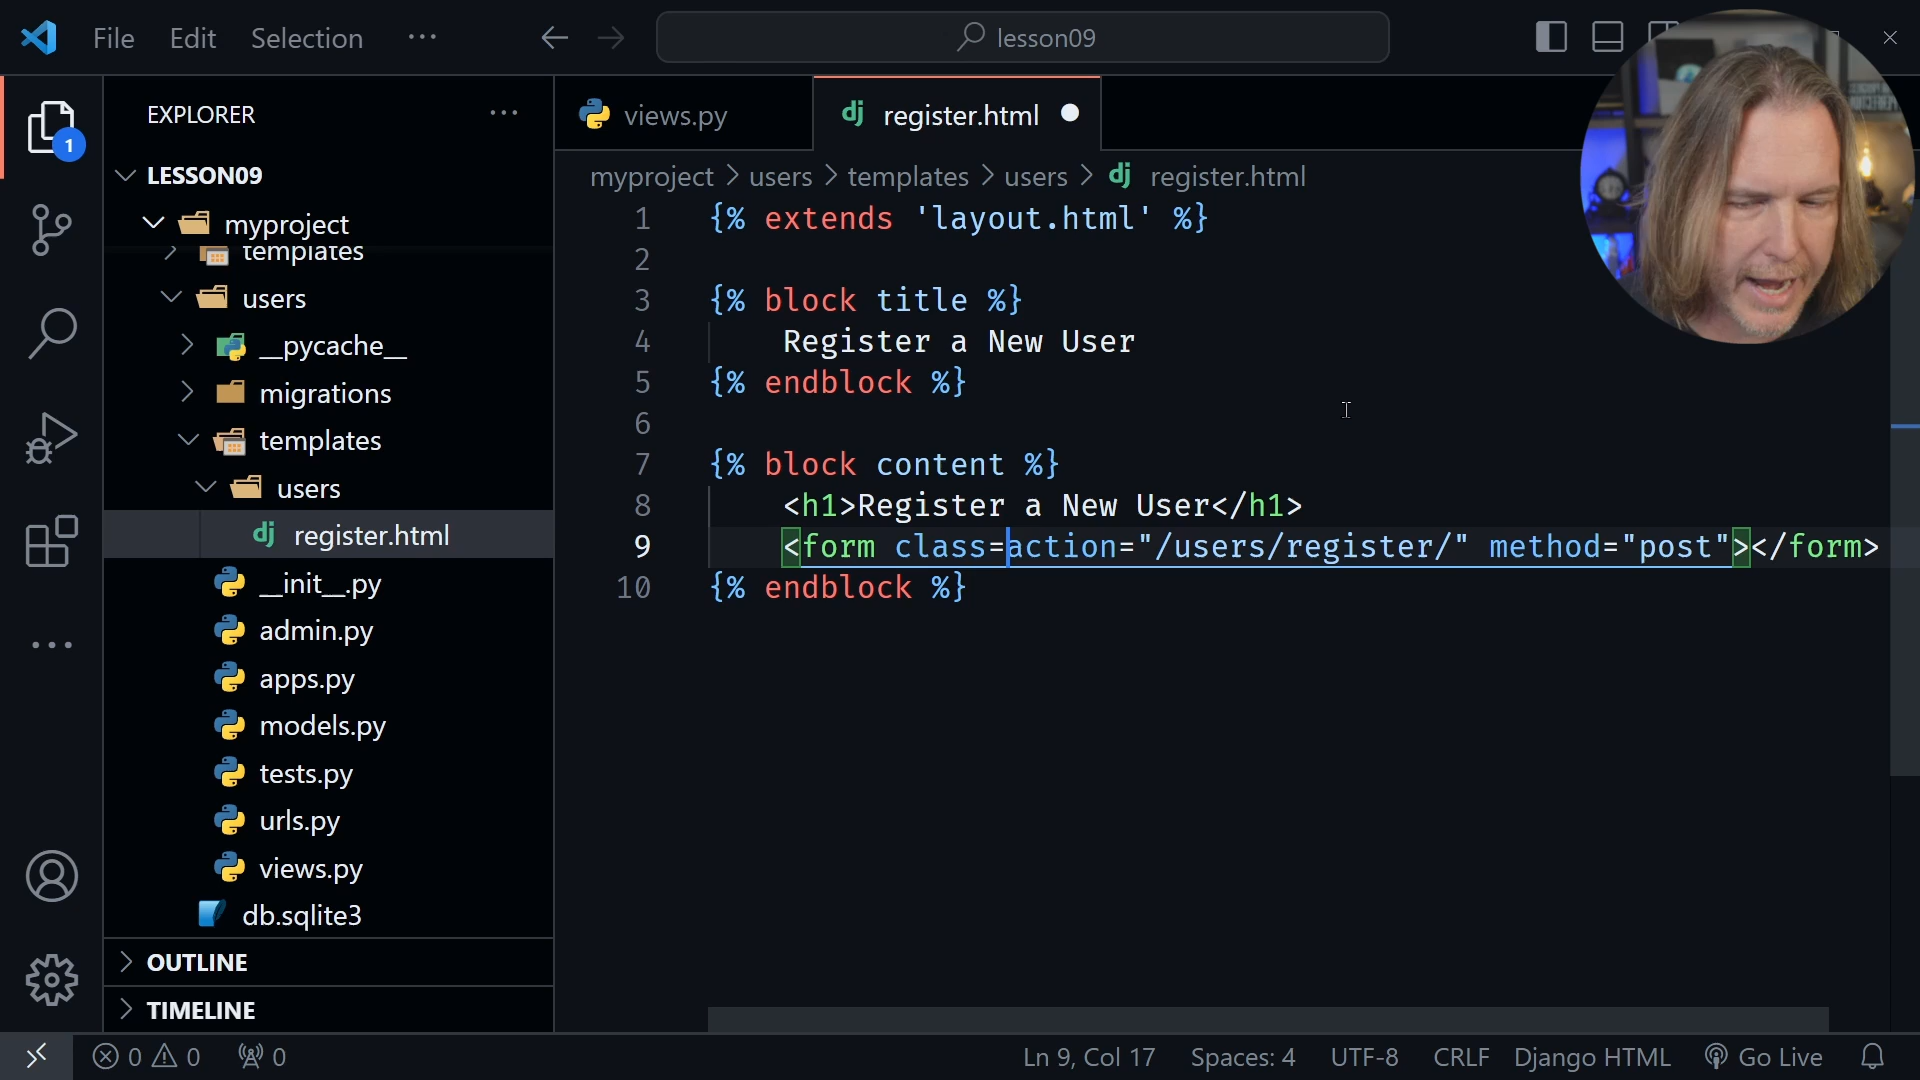 File Edit Selection ··· lesson09
EXPLORER ···
LESSON09
myproject
templates
users
__pycache__
migrations
templates
users
register.html
__init__.py
admin.py
apps.py
models.py
tests.py
urls.py
views.py
db.sqlite3
OUTLINE
TIMELINE
1
views.py dj register.html
myproject > users > templates > users > dj register.html
1 {% extends 'layout.html' %}
2
3 {% block title %}
4 Register a New User
5 {% endblock %}
6
7 {% block content %}
8 <h1>Register a New User</h1>
9 <form class=action="/users/register/" method="post"></form>
10 {% endblock %}
0 0 0 Ln 9, Col 17 Spaces: 4 UTF-8 CRLF Django HTML Go Live